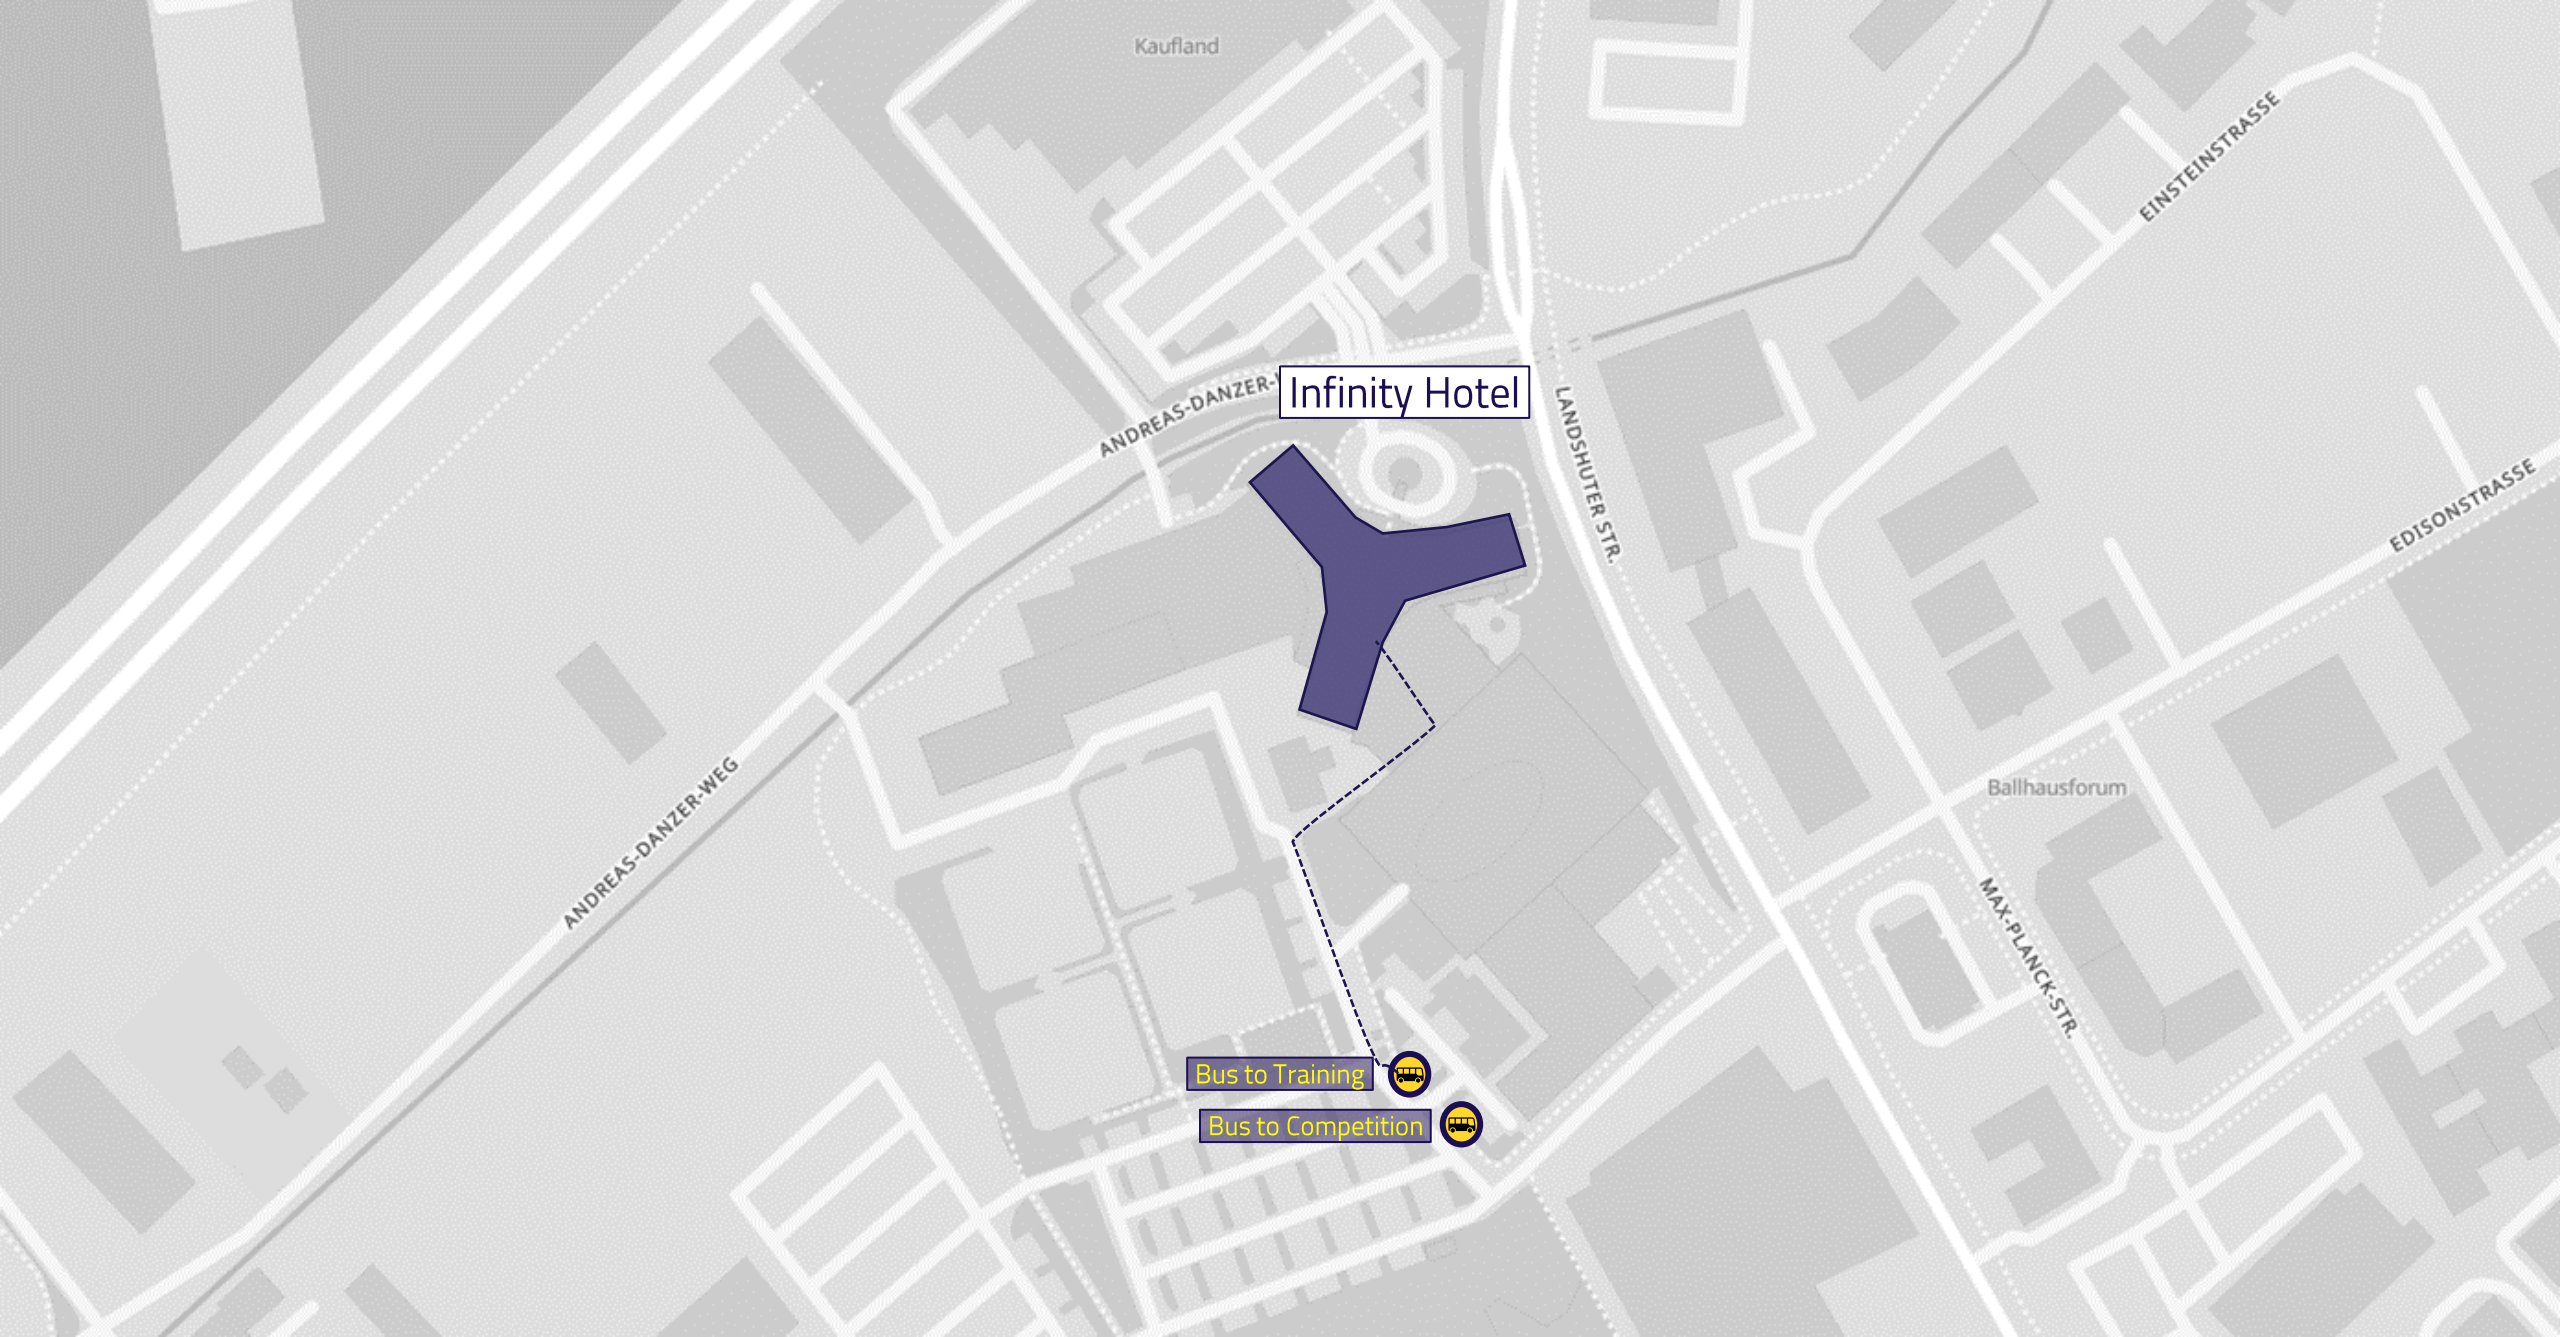 Kaufland
EINSTEINSTRASSE
ANDREAS-DANZER-W
Infinity Hotel
LANDSHUTER STR.
EDISONSTRASSE
Ballhausforum
ANDREAS-DANZER-WEG
MAX-PLANCK-STR.
Bus to Training
Bus to Competition